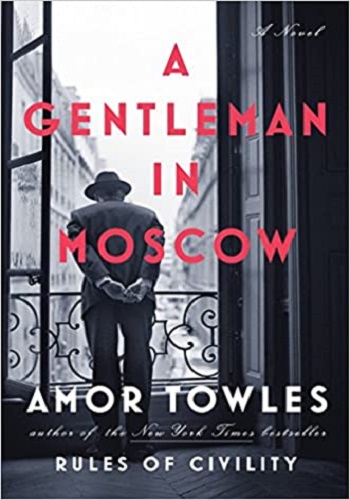 A Novel
A
GENTLEMAN
IN
MOSCOW
AMOR TOWLES
author of the New York Times bestseller
RULES OF CIVILITY